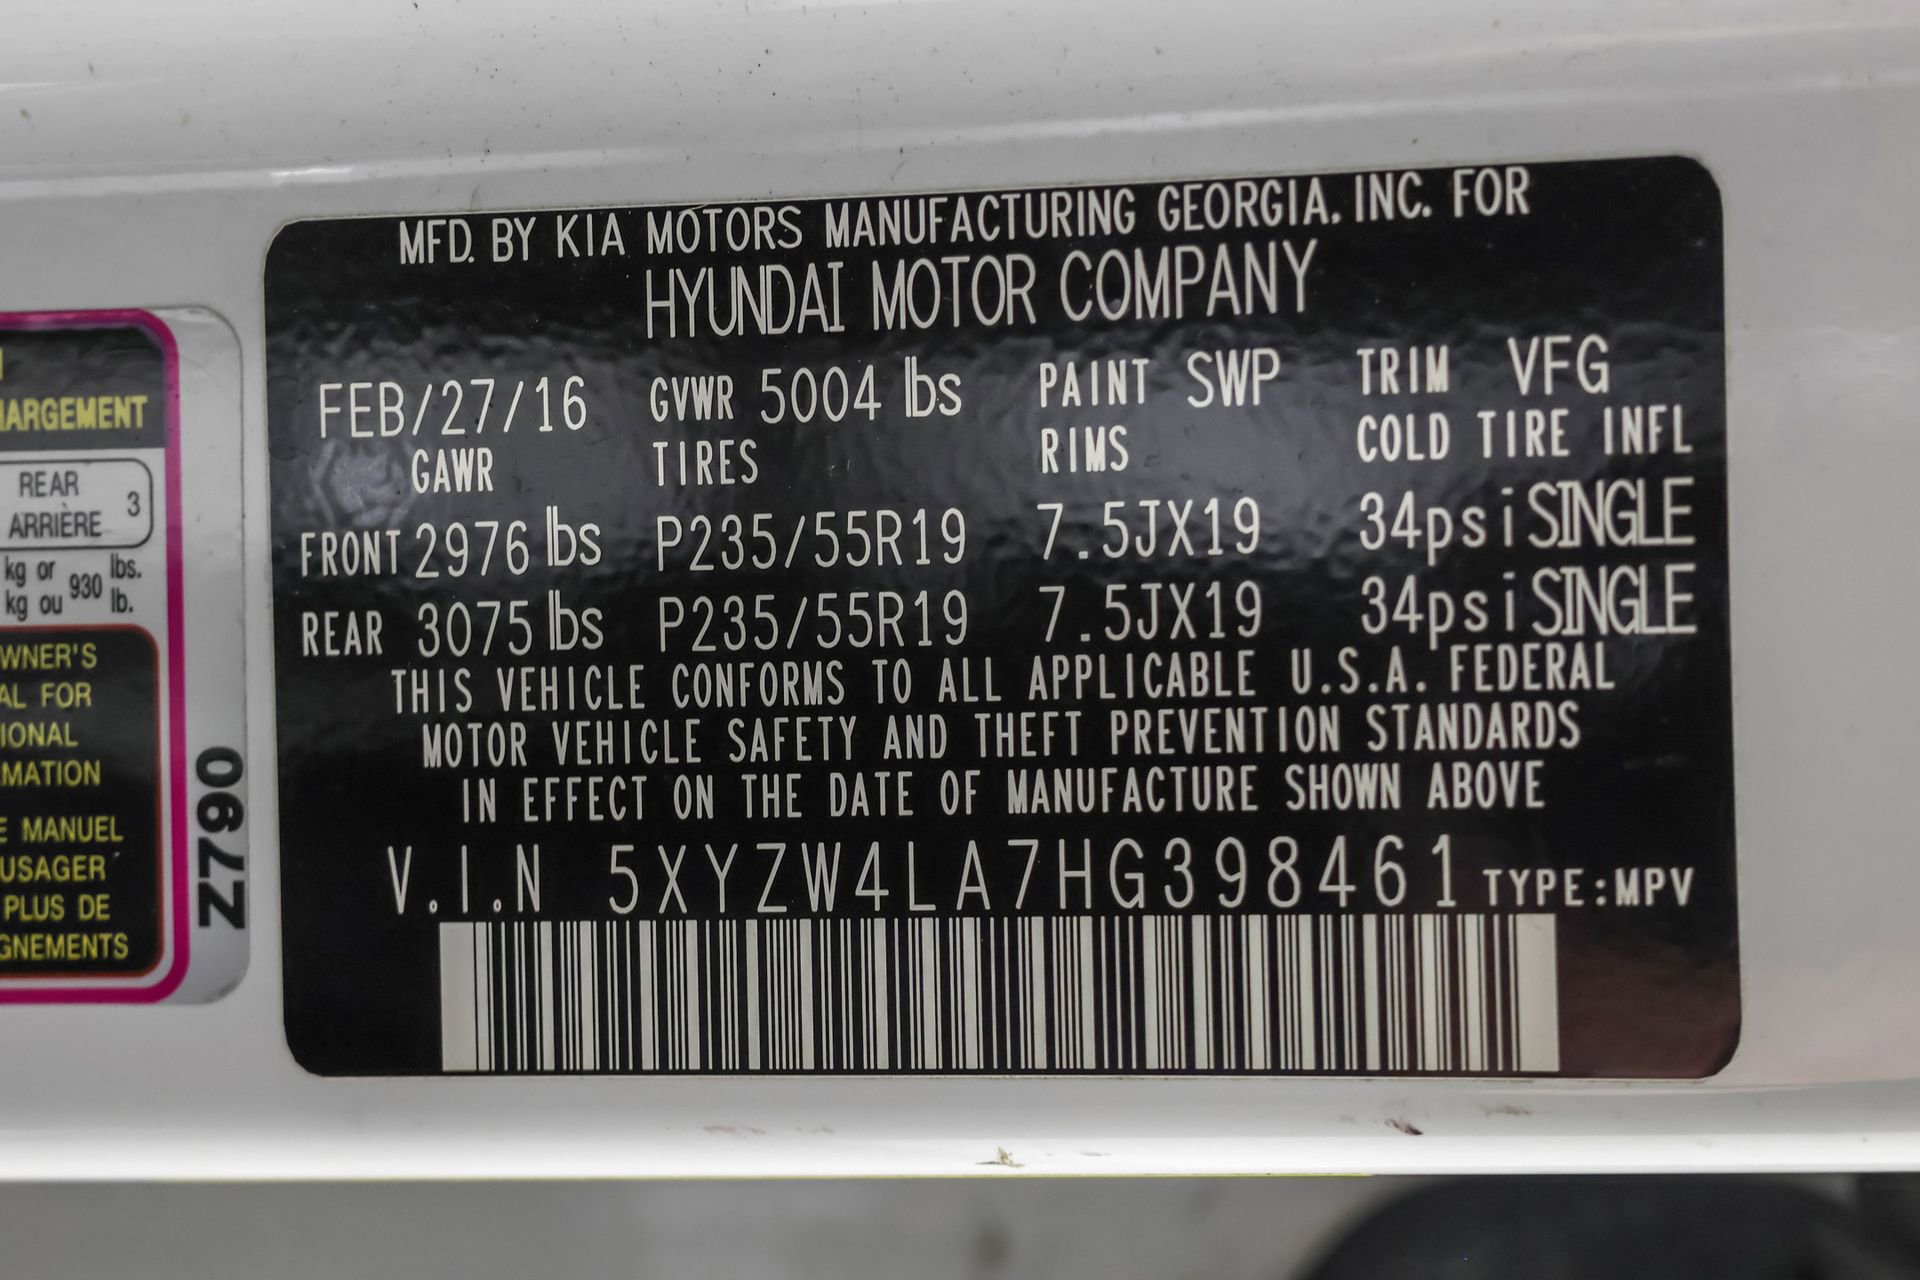 MFD. BY KIA MOTORS MANUFACTURING GEORGIA. INC. FOR
HYUNDAI MOTOR COMPANY
FEB/27/16 GVWR 5004 lbs PAINT SWP TRIM VFG
GAWR TIRES RIMS COLD TIRE INFL
FRONT 2976 lbs P235/55R19 7.5JX19 34psi SINGLE
REAR 3075 lbs P235/55R19 7.5JX19 34psi SINGLE
THIS VEHICLE CONFORMS TO ALL APPLICABLE U.S.A. FEDERAL
MOTOR VEHICLE SAFETY AND THEFT PREVENTION STANDARDS
IN EFFECT ON THE DATE OF MANUFACTURE SHOWN ABOVE
V.I.N 5XYZW4LA7HG398461 TYPE:MPV
HARGEMENT
REAR
ARRIÈRE 3
kg or 930 lbs.
kg ou lb.
WNER'S
AL FOR
IONAL
MATION
E MANUEL
USAGER
PLUS DE
GNEMENTS
Z790